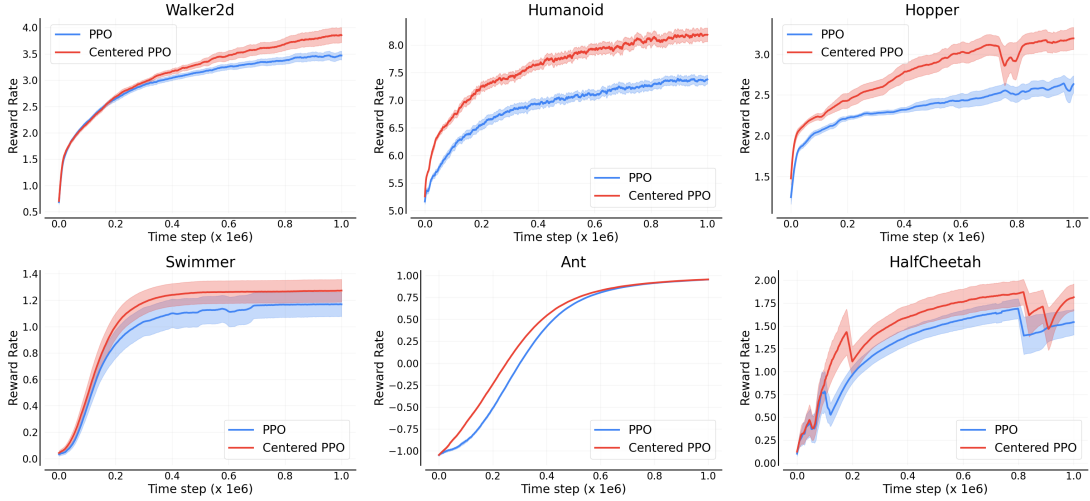 Walker2d
Reward Rate
4.0
3.5
3.0
2.5
2.0
1.5
1.0
0.5
PPO
Centered PPO
0.0 0.2 0.4 0.6 0.8 1.0
Time step (x 1e6)
Humanoid
Reward Rate
8.0
7.5
7.0
6.5
6.0
5.5
5.0
PPO
Centered PPO
0.0 0.2 0.4 0.6 0.8 1.0
Time step (x 1e6)
Hopper
Reward Rate
3.0
2.5
2.0
1.5
PPO
Centered PPO
0.0 0.2 0.4 0.6 0.8 1.0
Time step (x 1e6)
Swimmer
Reward Rate
1.4
1.2
1.0
0.8
0.6
0.4
0.2
0.0
PPO
Centered PPO
0.0 0.2 0.4 0.6 0.8 1.0
Time step (x 1e6)
Ant
Reward Rate
1.00
0.75
0.50
0.25
0.00
−0.25
−0.50
−0.75
−1.00
PPO
Centered PPO
0.0 0.2 0.4 0.6 0.8 1.0
Time step (x 1e6)
HalfCheetah
Reward Rate
2.00
1.75
1.50
1.25
1.00
0.75
0.50
0.25
0.00
PPO
Centered PPO
0.0 0.2 0.4 0.6 0.8 1.0
Time step (x 1e6)